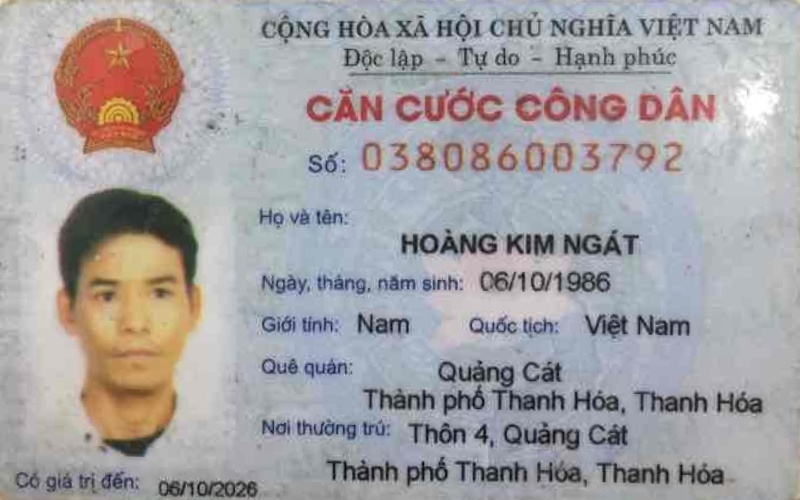 CỘNG HÒA XÃ HỘI CHỦ NGHĨA VIỆT NAM
Độc lập - Tự do - Hạnh phúc
CĂN CƯỚC CÔNG DÂN
Số: 038086003792
Họ và tên:
HOÀNG KIM NGÁT
Ngày, tháng, năm sinh: 06/10/1986
Giới tính: Nam Quốc tịch: Việt Nam
Quê quán: Quảng Cát
Thành phố Thanh Hóa, Thanh Hóa
Nơi thường trú: Thôn 4, Quảng Cát
Thành phố Thanh Hóa, Thanh Hóa
Có giá trị đến: 06/10/2026